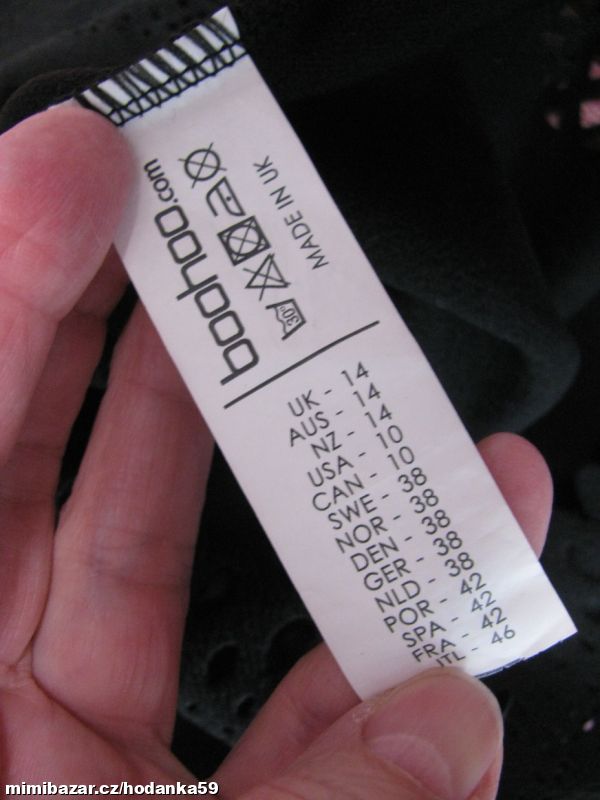 boohoo.com
30°
MADE IN UK
UK - 14
AUS - 14
NZ - 14
USA - 10
CAN - 10
SWE - 38
NOR - 38
DEN - 38
GER - 38
NLD - 38
POR - 42
SPA - 42
FRA - 42
ITL - 46
mimibazar.cz/hodanka59